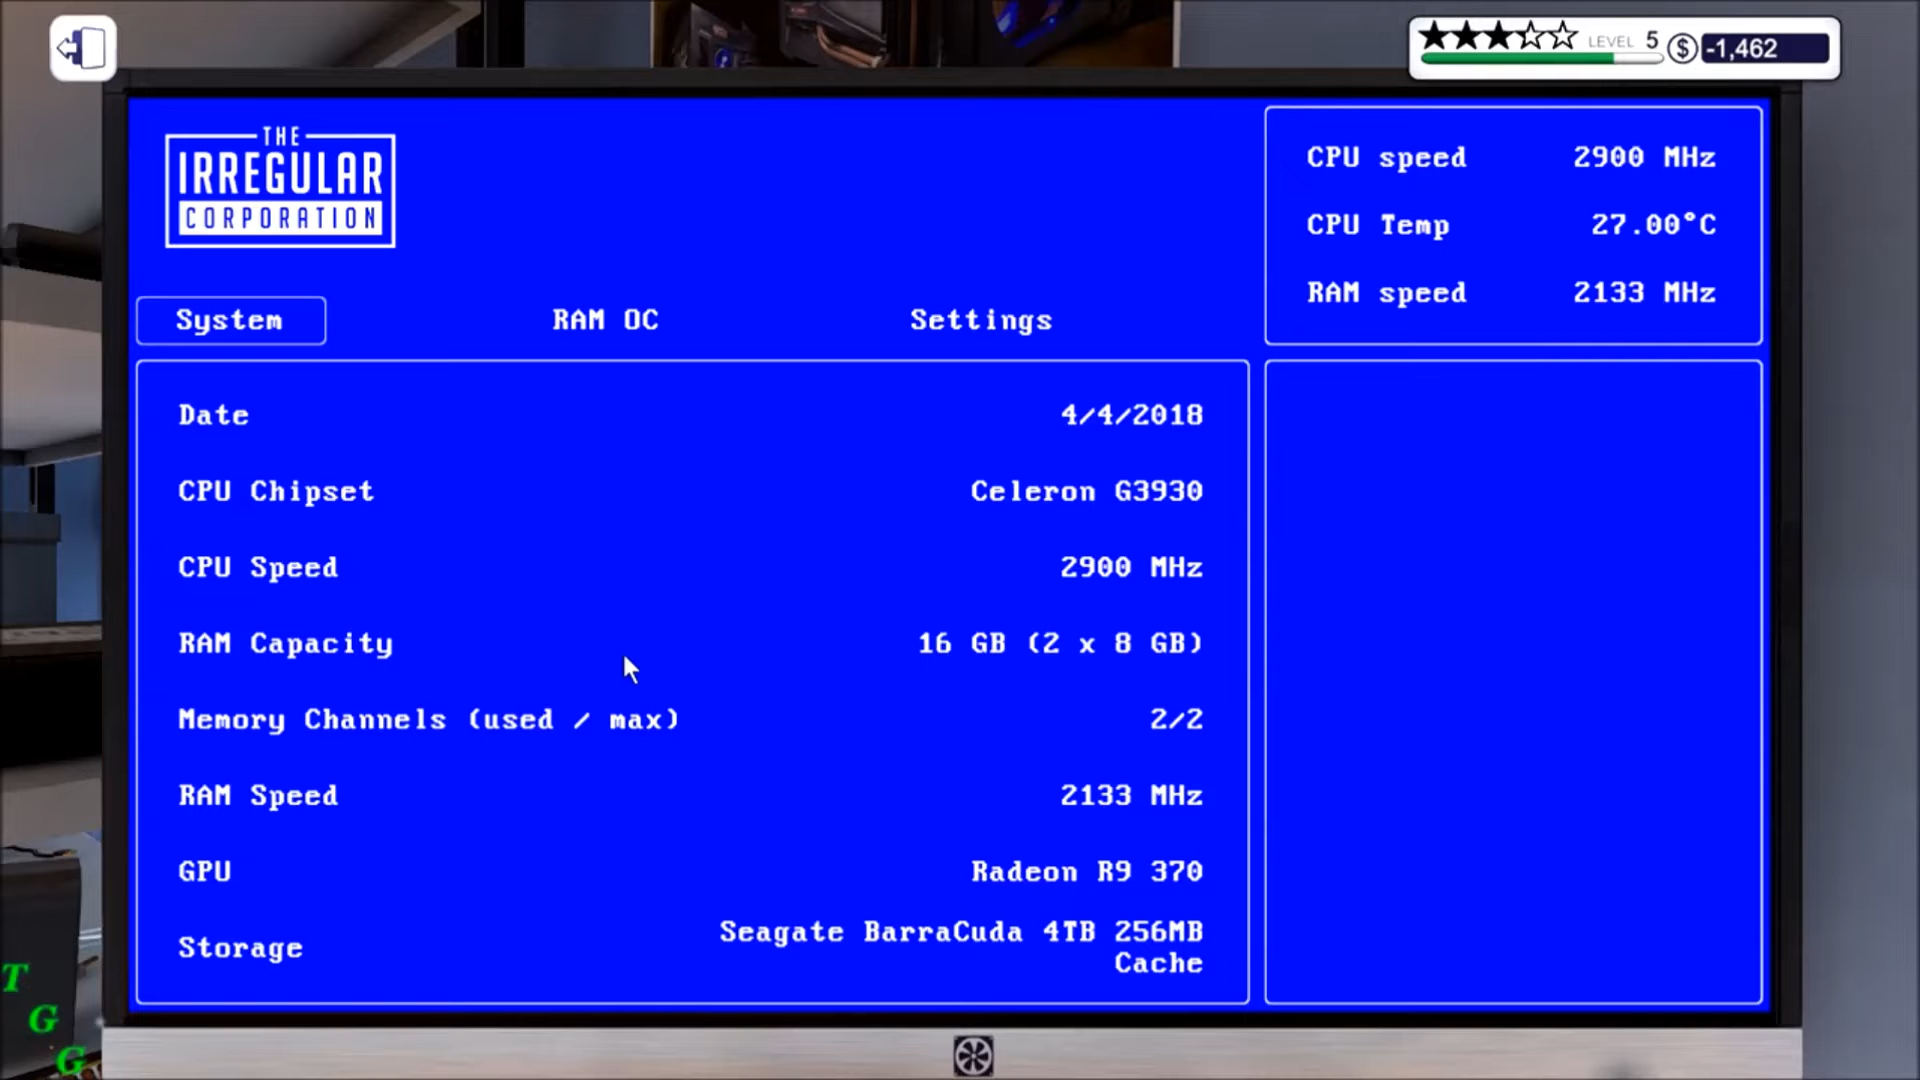 LEVEL 5 $ -1,462
THE
IRREGULAR
CORPORATION
CPU speed 2900 MHz
CPU Temp 27.00°C
RAM speed 2133 MHz
System RAM OC Settings
Date 4/4/2018
CPU Chipset Celeron G3930
CPU Speed 2900 MHz
RAM Capacity 16 GB (2 x 8 GB)
Memory Channels (used / max) 2/2
RAM Speed 2133 MHz
GPU Radeon R9 370
Storage Seagate BarraCuda 4TB 256MB
Cache
T
G
G